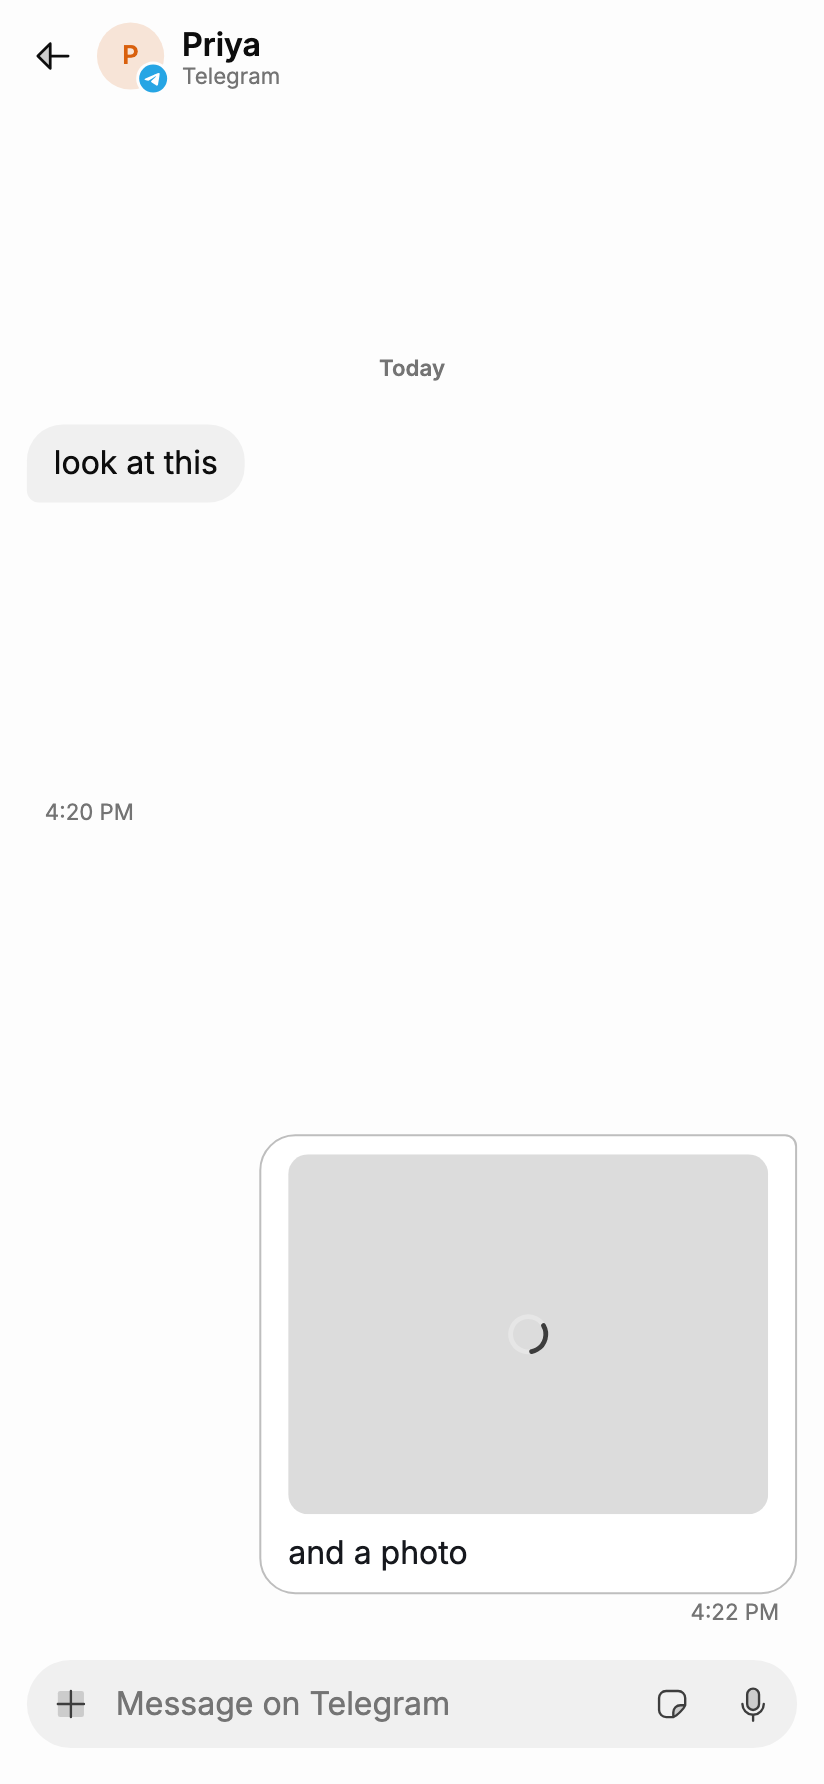 P
Priya
Telegram
Today
look at this
4:20 PM
and a photo
4:22 PM
Message on Telegram